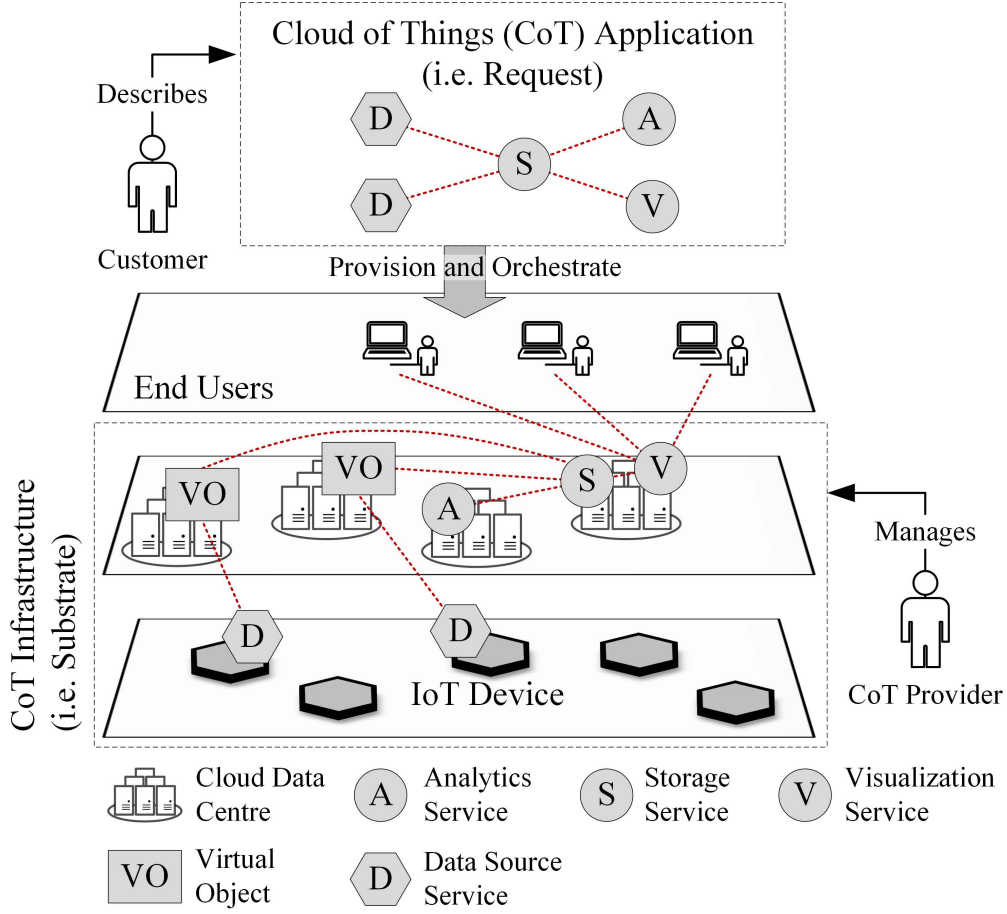 Cloud of Things (CoT) Application
(i.e. Request)
Describes
D
A
S
D
V
Customer
Provision and Orchestrate
End Users
VO
VO
V
S
A
Manages
CoT Infrastructure
(i.e. Substrate)
D
D
IoT Device
CoT Provider
Cloud Data
Centre
A
Analytics
Service
S
Storage
Service
V
Visualization
Service
VO
Virtual
Object
D
Data Source
Service